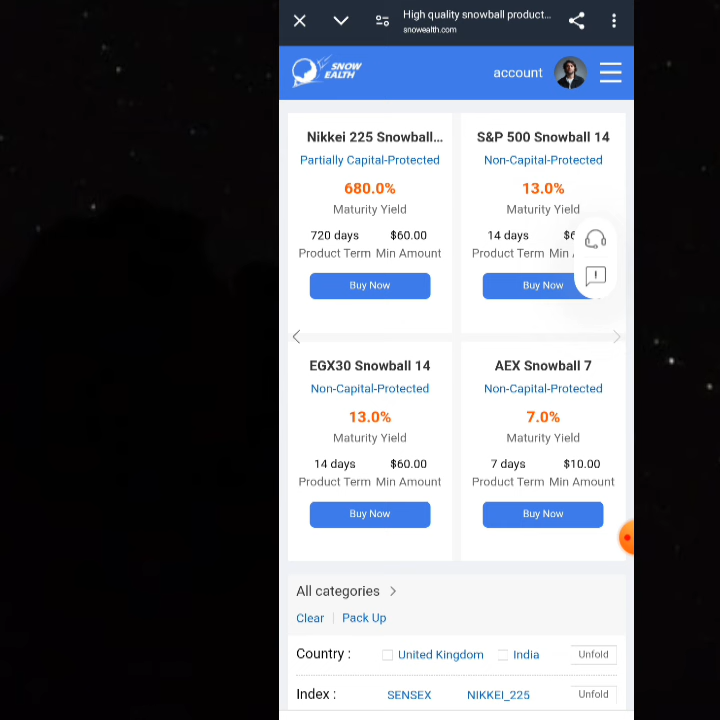 High quality snowball product...
snowealth.com
SNOW
EALTH
account
Nikkei 225 Snowball...
Partially Capital-Protected
680.0%
Maturity Yield
720 days $60.00
Product Term Min Amount
Buy Now
S&P 500 Snowball 14
Non-Capital-Protected
13.0%
Maturity Yield
14 days
Product Term Min
Buy Now
EGX30 Snowball 14
Non-Capital-Protected
13.0%
Maturity Yield
14 days $60.00
Product Term Min Amount
Buy Now
AEX Snowball 7
Non-Capital-Protected
7.0%
Maturity Yield
7 days $10.00
Product Term Min Amount
Buy Now
All categories >
Clear | Pack Up
Country : United Kingdom India Unfold
Index : SENSEX NIKKEI_225 Unfold